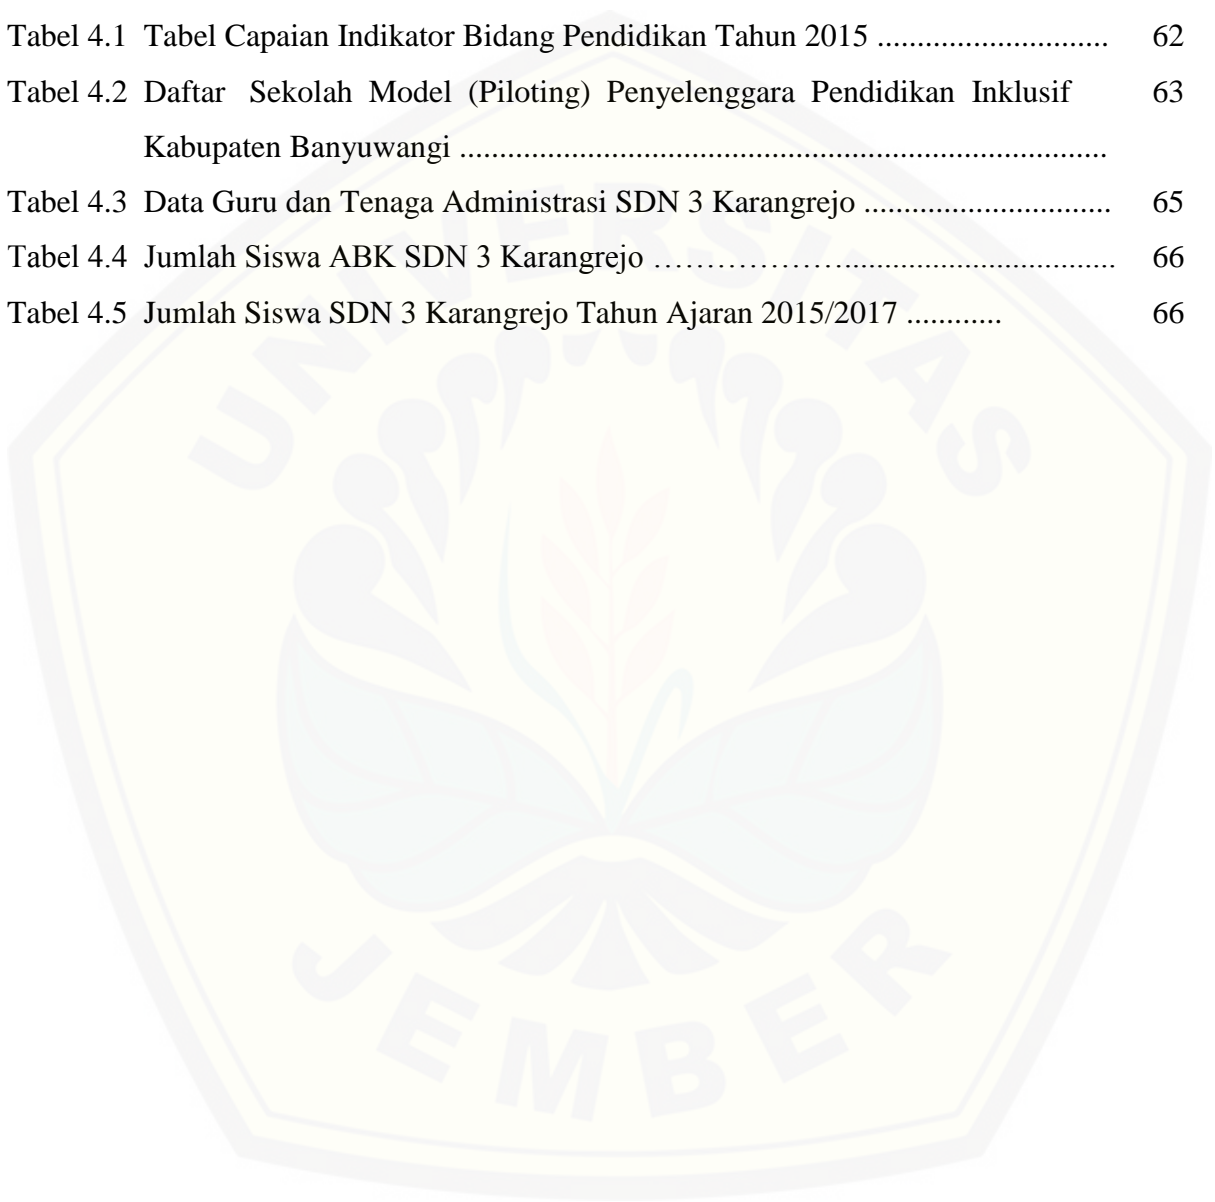 Tabel 4.1 Tabel Capaian Indikator Bidang Pendidikan Tahun 2015 ............................. 62
Tabel 4.2 Daftar Sekolah Model (Piloting) Penyelenggara Pendidikan Inklusif 63
Kabupaten Banyuwangi ................................................................................
Tabel 4.3 Data Guru dan Tenaga Administrasi SDN 3 Karangrejo ............................... 65
Tabel 4.4 Jumlah Siswa ABK SDN 3 Karangrejo ……………….................................. 66
Tabel 4.5 Jumlah Siswa SDN 3 Karangrejo Tahun Ajaran 2015/2017 ............ 66
UNIVERSITAS
JEMBER